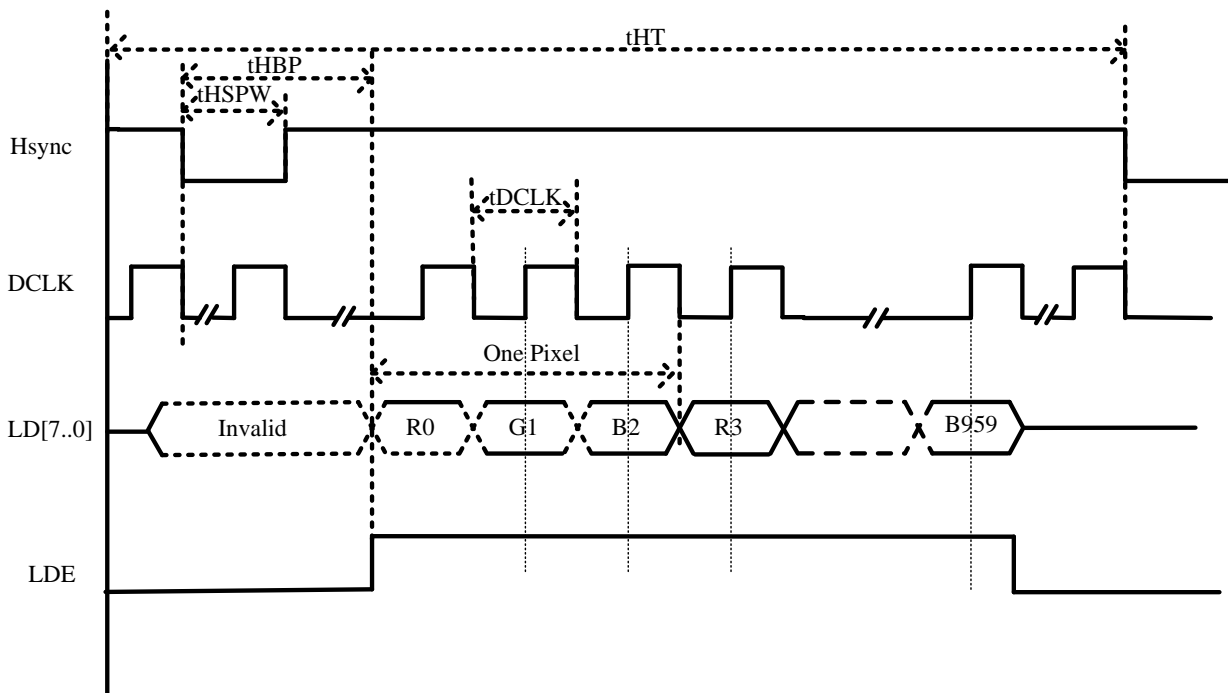 tHT
tHBP
tHSPW
Hsync
tDCLK
DCLK
One Pixel
LD[7..0]
Invalid
R0
G1
B2
R3
B959
LDE